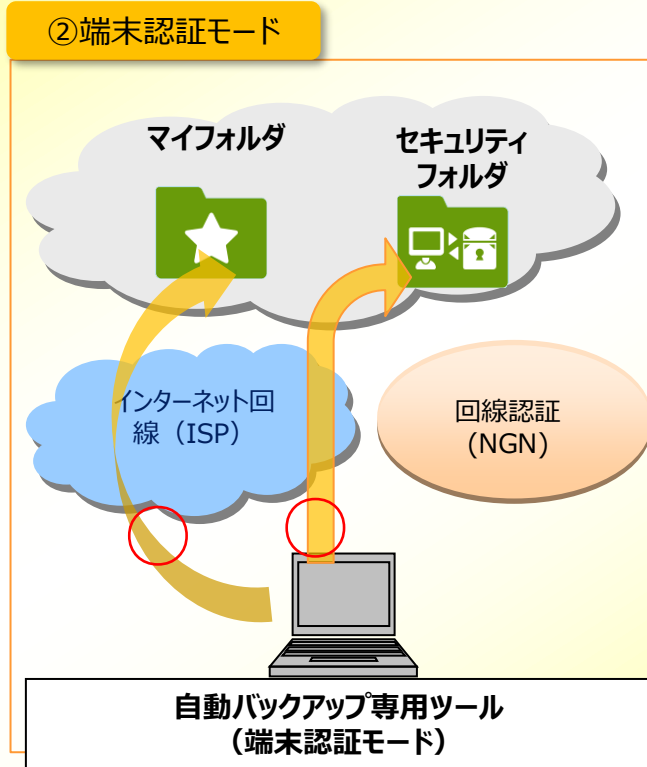 ②端末認証モード
マイフォルダ
セキュリティ
フォルダ
インターネット回
線（ISP）
回線認証
(NGN)
自動バックアップ専用ツール
（端末認証モード）